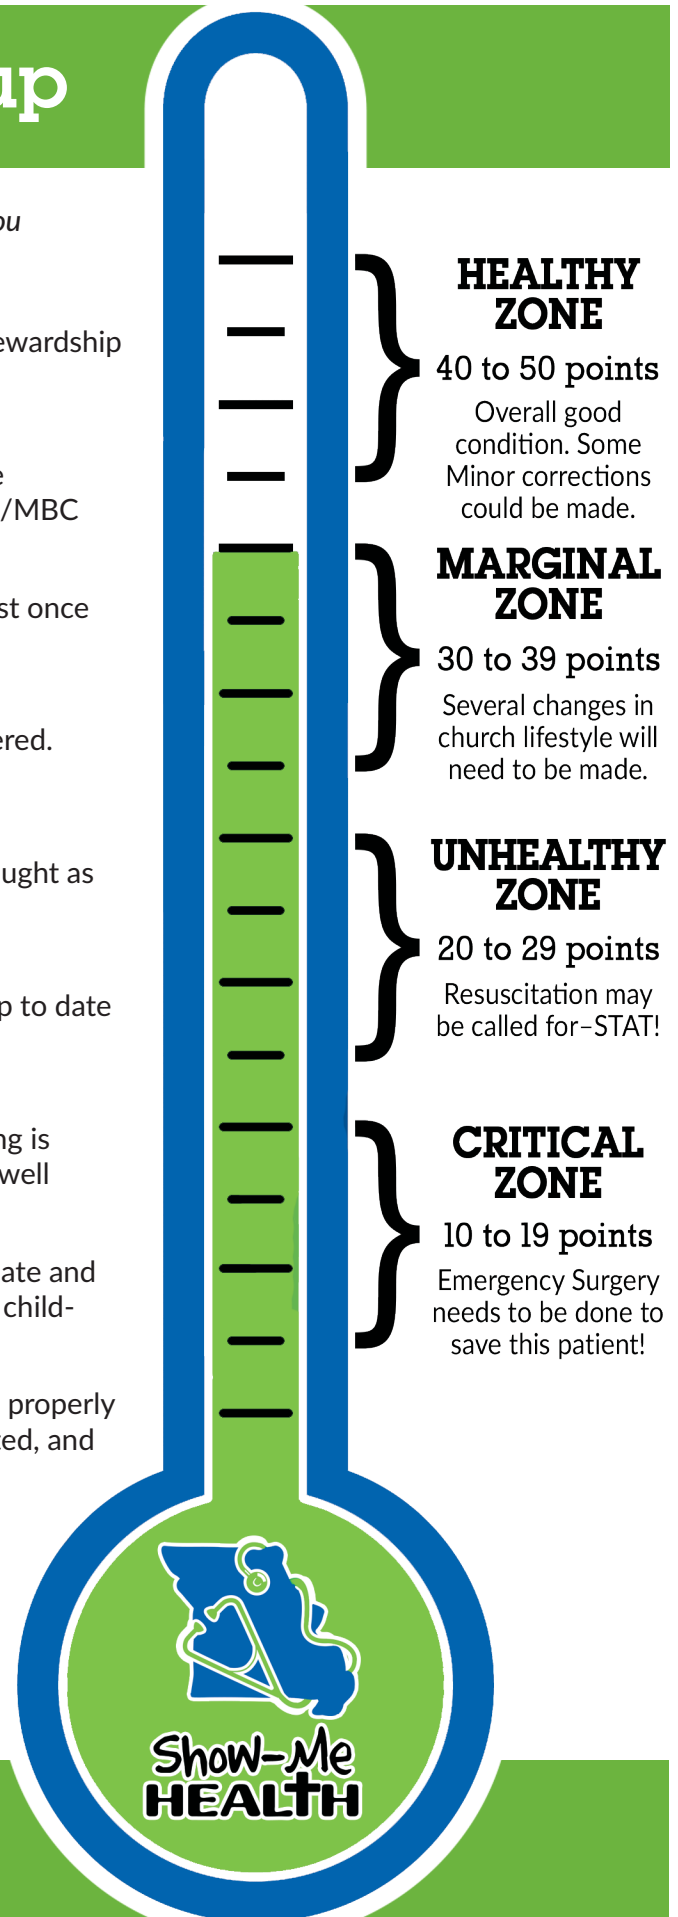 up
ou
ewardship
e
/MBC
st once
ered.
ught as
p to date
ng is
well
ate and
child-
properly
ted, and
HEALTHY
ZONE
40 to 50 points
Overall good
condition. Some
Minor corrections
could be made.
MARGINAL
ZONE
30 to 39 points
Several changes in
church lifestyle will
need to be made.
UNHEALTHY
ZONE
20 to 29 points
Resuscitation may
be called for–STAT!
CRITICAL
ZONE
10 to 19 points
Emergency Surgery
needs to be done to
save this patient!
Show-Me
HEALTH